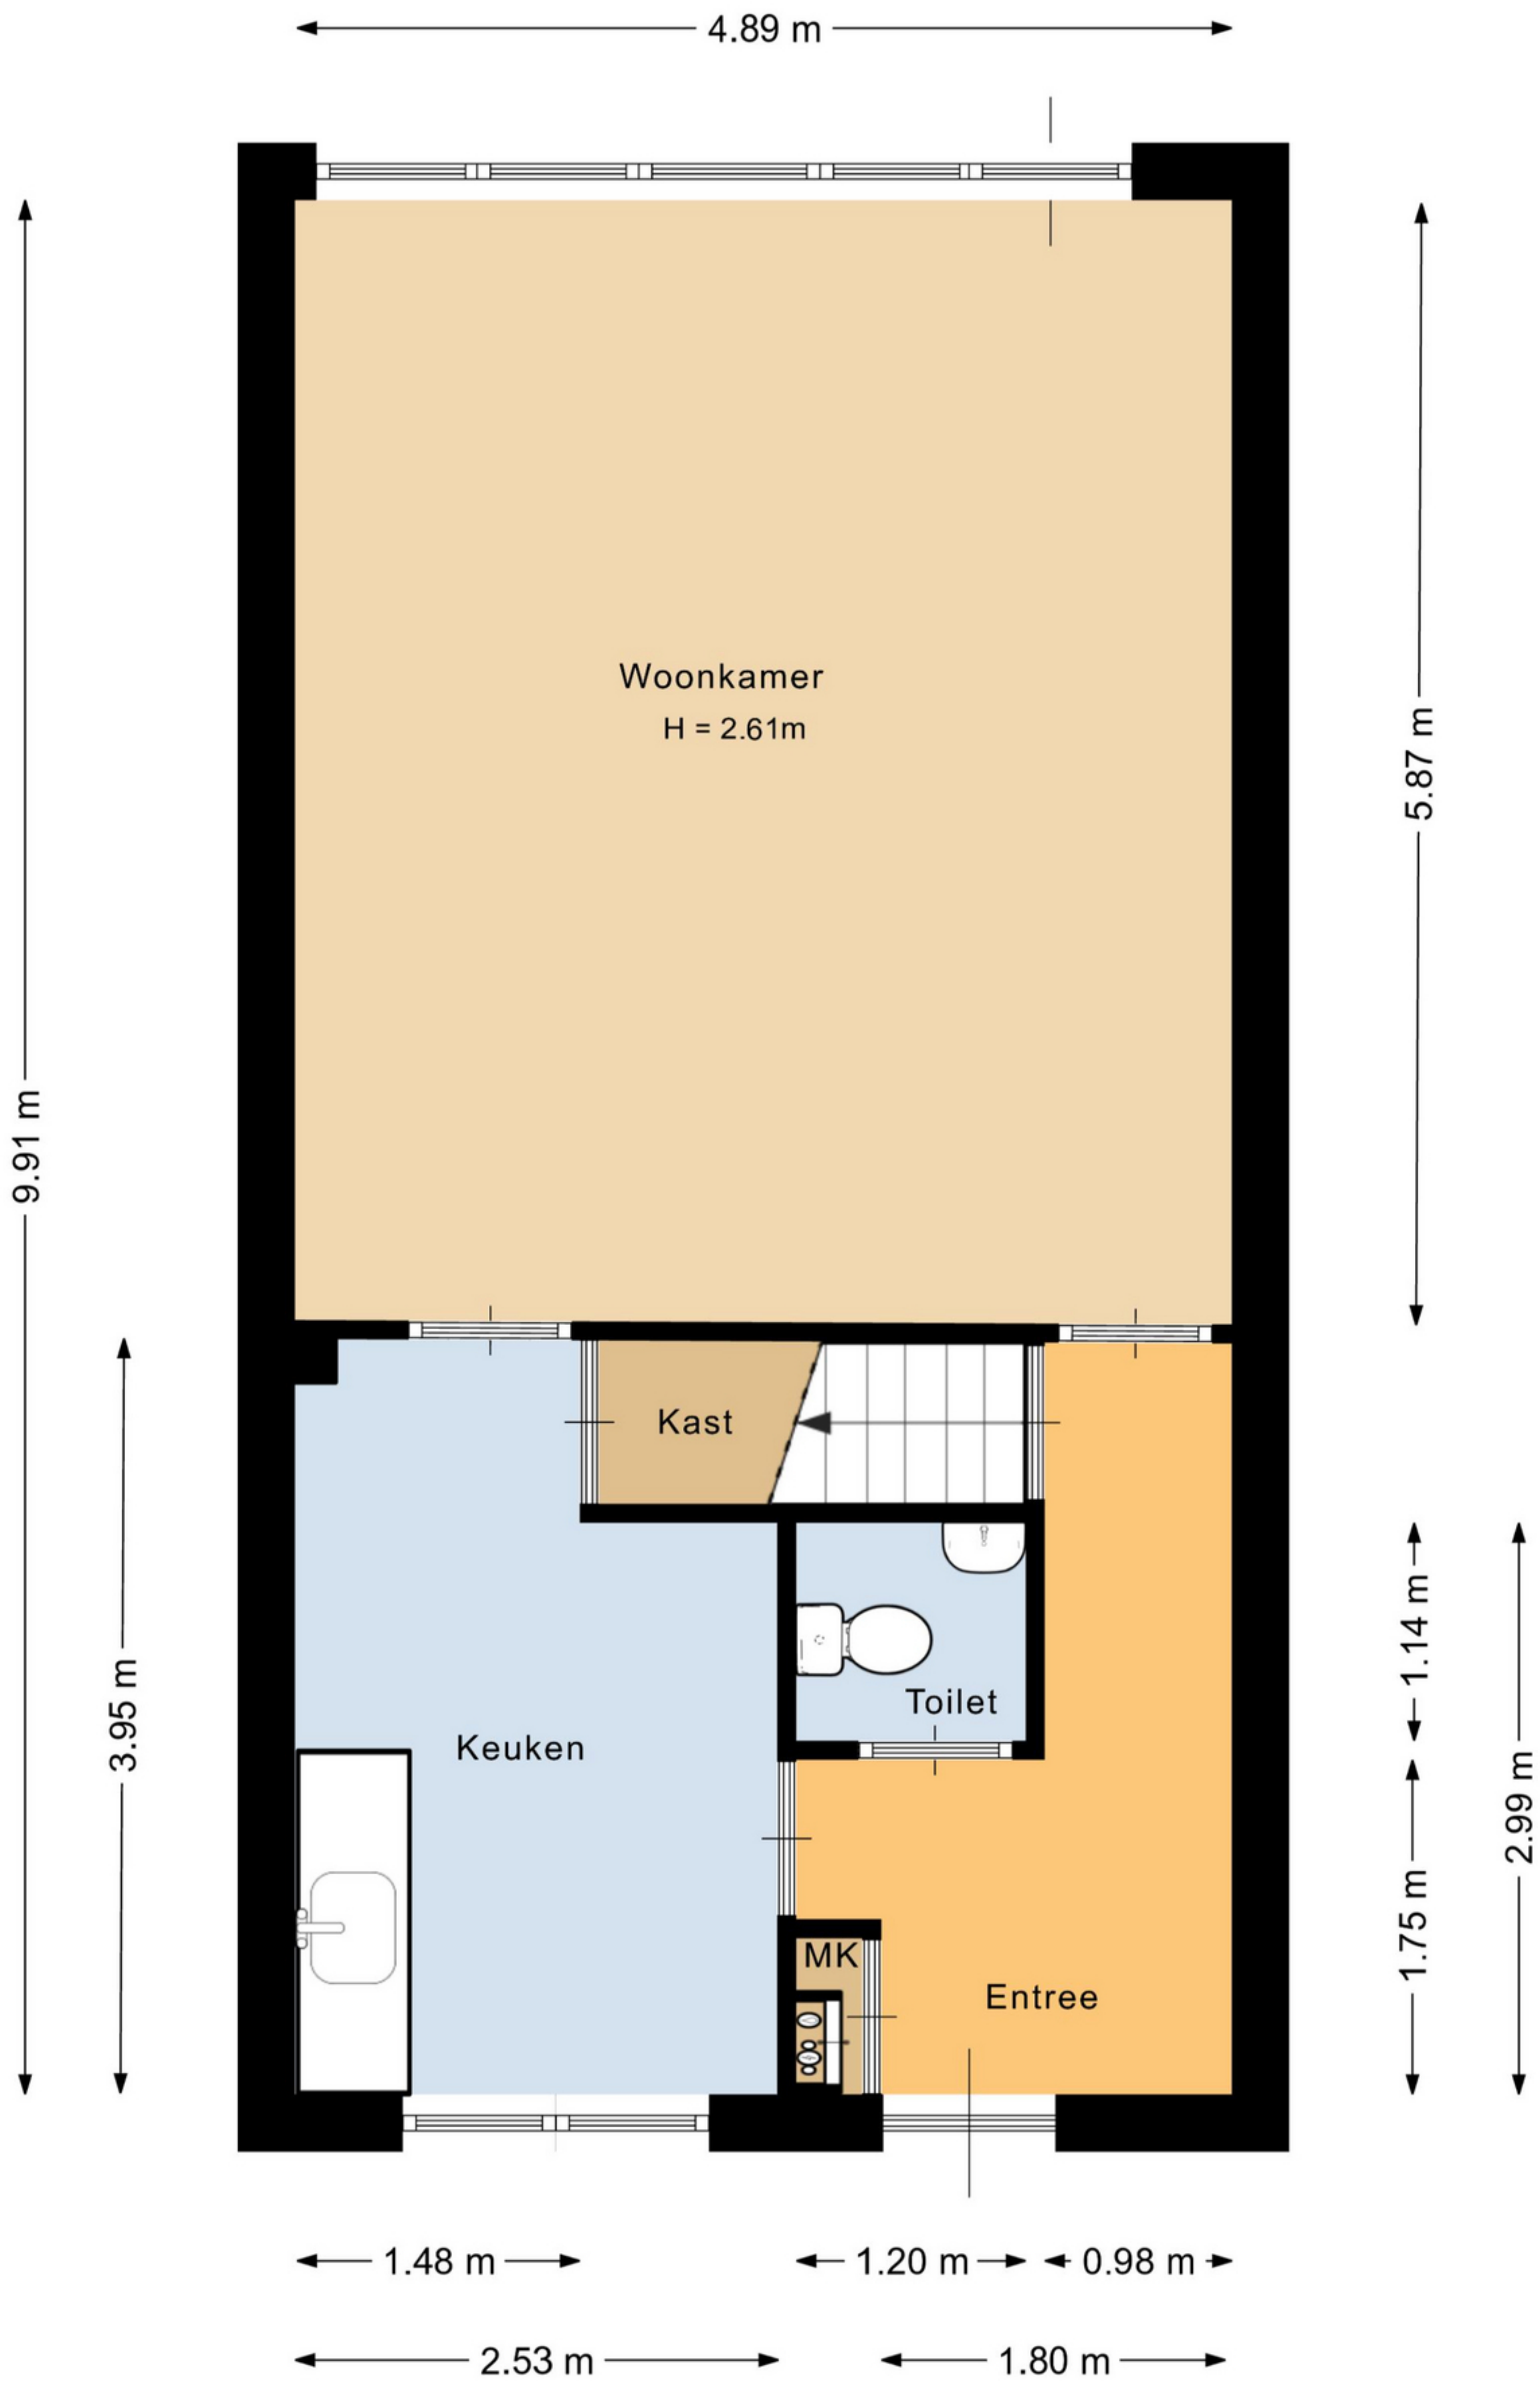 4.89 m
Woonkamer
H = 2.61m
5.87 m
9.91 m
Kast
1.14 m
Toilet
3.95 m
Keuken
2.99 m
1.75 m
MK
Entree
1.48 m
1.20 m
0.98 m
2.53 m
1.80 m